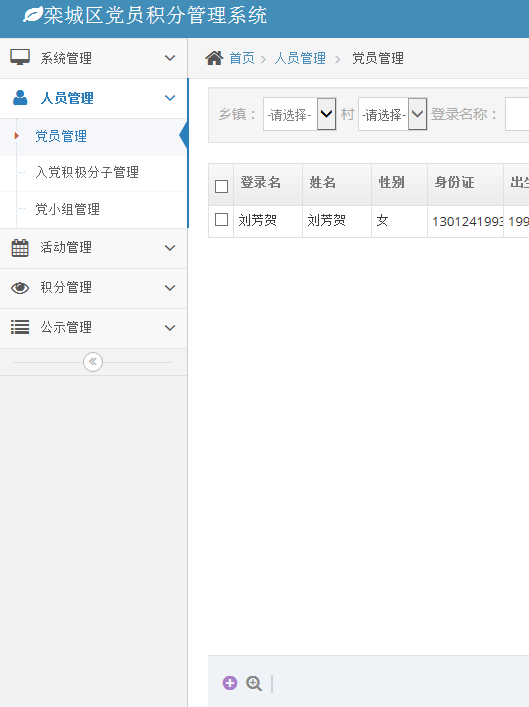 栾城区党员积分管理系统
系统管理
人员管理
党员管理
入党积极分子管理
党小组管理
活动管理
积分管理
公示管理
首页 > 人员管理 > 党员管理
乡镇： -请选择- 村 -请选择- 登录名称：
登录名 姓名 性别 身份证 出生
刘芳贺 刘芳贺 女 1301241993 199